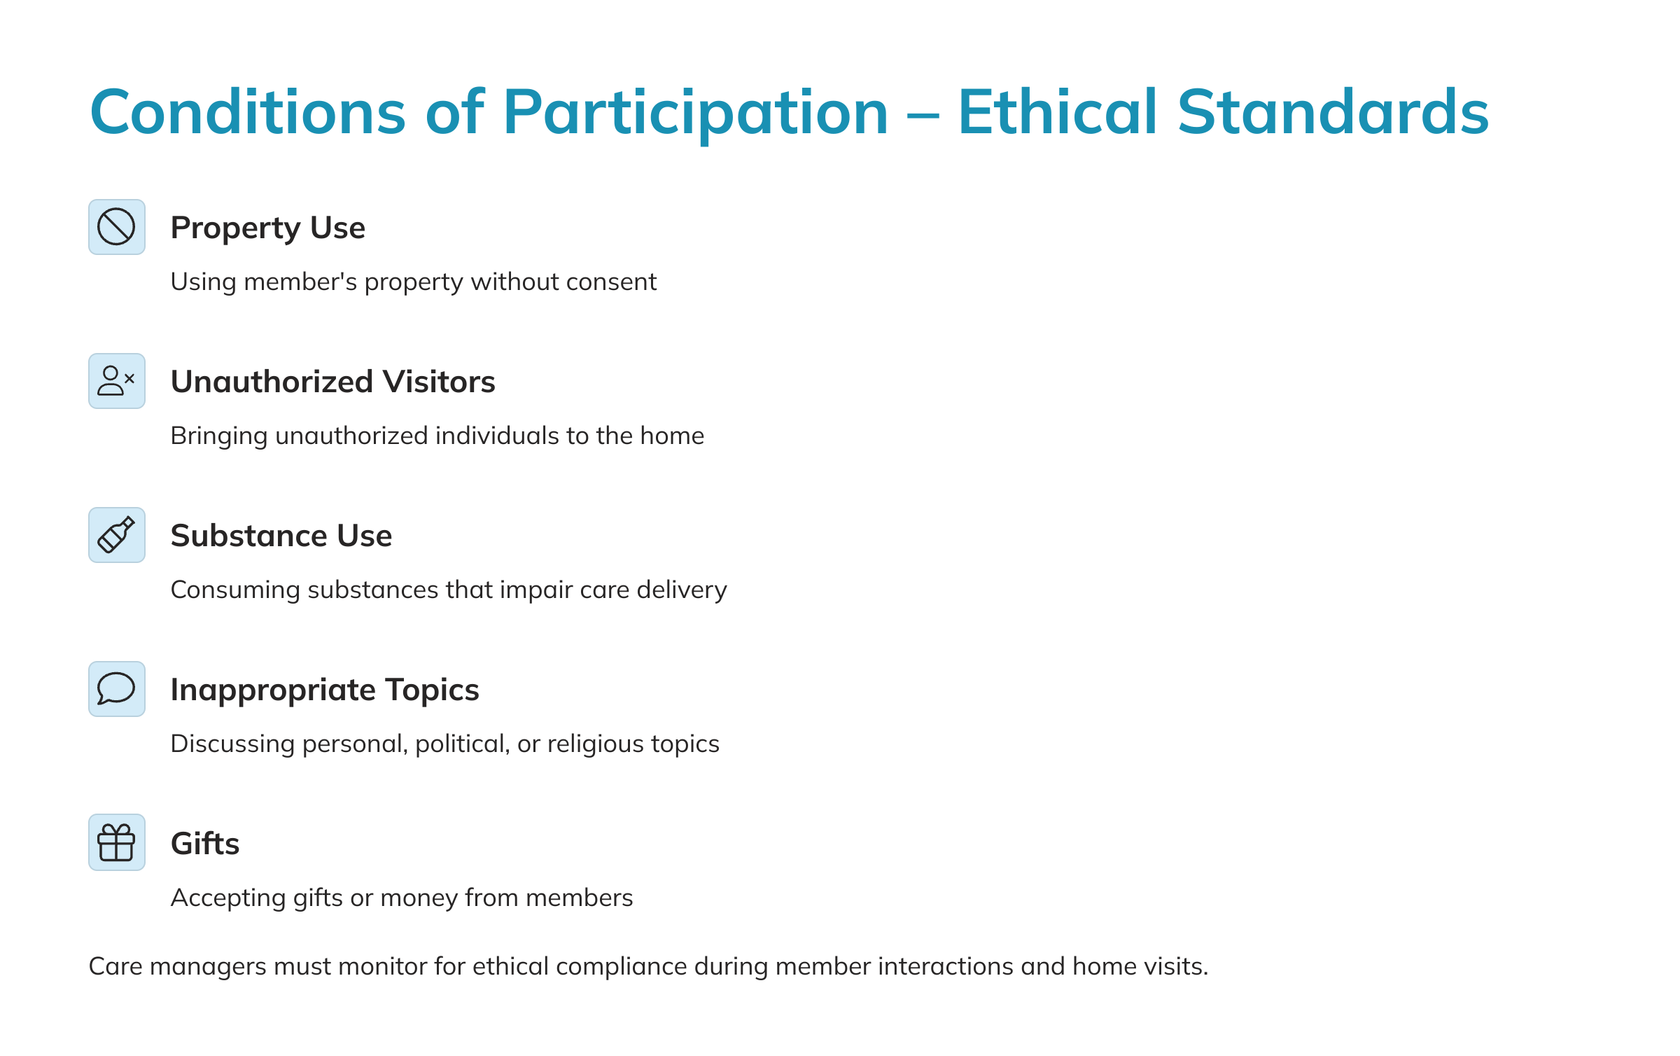 Conditions of Participation – Ethical Standards
Property Use
Using member's property without consent
Unauthorized Visitors
Bringing unauthorized individuals to the home
Substance Use
Consuming substances that impair care delivery
Inappropriate Topics
Discussing personal, political, or religious topics
Gifts
Accepting gifts or money from members
Care managers must monitor for ethical compliance during member interactions and home visits.